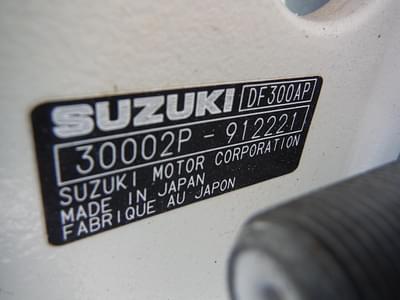 SUZUKI DF300AP
30002P-912221
SUZUKI MOTOR CORPORATION
MADE IN JAPAN
FABRIQUE AU JAPON